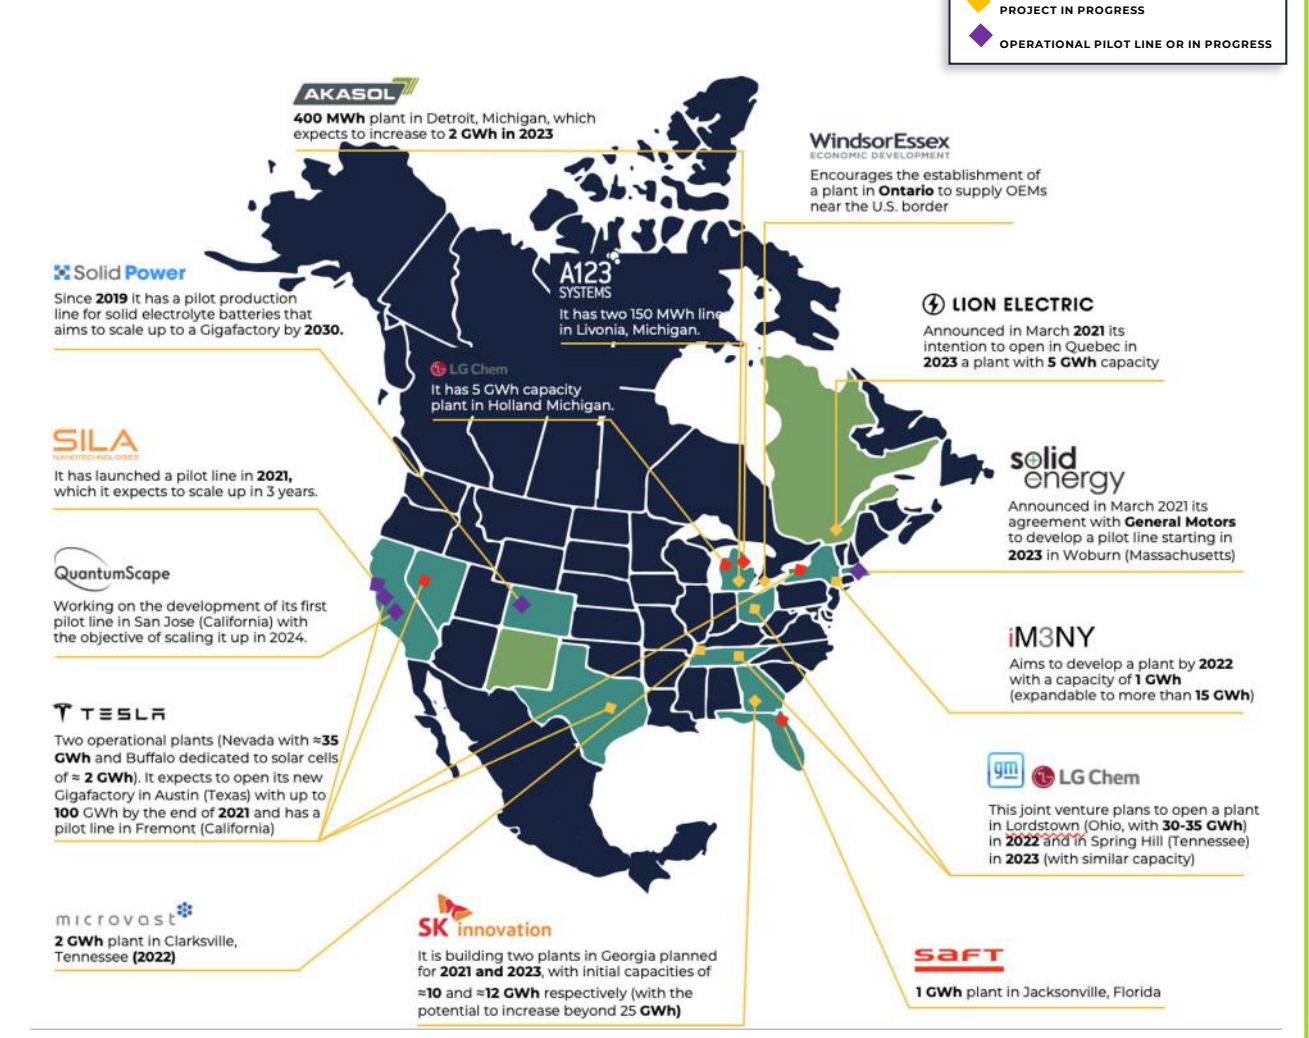 PROJECT IN PROGRESS
OPERATIONAL PILOT LINE OR IN PROGRESS
AKASOL
400 MWh plant in Detroit, Michigan, which
expects to increase to 2 GWh in 2023
WindsorEssex
ECONOMIC DEVELOPMENT
Encourages the establishment of
a plant in Ontario to supply OEMs
near the U.S. border
Solid Power
Since 2019 it has a pilot production
line for solid electrolyte batteries that
aims to scale up to a Gigafactory by 2030.
A123
SYSTEMS
It has two 150 MWh line
in Livonia, Michigan.
LION ELECTRIC
Announced in March 2021 its
intention to open in Quebec in
2023 a plant with 5 GWh capacity
LG Chem
It has 5 GWh capacity
plant in Holland Michigan.
SILA
NANOTECHNOLOGIES
It has launched a pilot line in 2021,
which it expects to scale up in 3 years.
solid
energy
Announced in March 2021 its
agreement with General Motors
to develop a pilot line starting in
2023 in Woburn (Massachusetts)
QuantumScape
Working on the development of its first
pilot line in San Jose (California) with
the objective of scaling it up in 2024.
iM3NY
Aims to develop a plant by 2022
with a capacity of 1 GWh
(expandable to more than 15 GWh)
TESLA
Two operational plants (Nevada with ≈35
GWh and Buffalo dedicated to solar cells
of ≈ 2 GWh). It expects to open its new
Gigafactory in Austin (Texas) with up to
100 GWh by the end of 2021 and has a
pilot line in Fremont (California)
gm
LG Chem
This joint venture plans to open a plant
in Lordstown (Ohio, with 30-35 GWh)
in 2022 and in Spring Hill (Tennessee)
in 2023 (with similar capacity)
microvast
2 GWh plant in Clarksville,
Tennessee (2022)
SK innovation
It is building two plants in Georgia planned
for 2021 and 2023, with initial capacities of
≈10 and ≈12 GWh respectively (with the
potential to increase beyond 25 GWh)
saft
1 GWh plant in Jacksonville, Florida